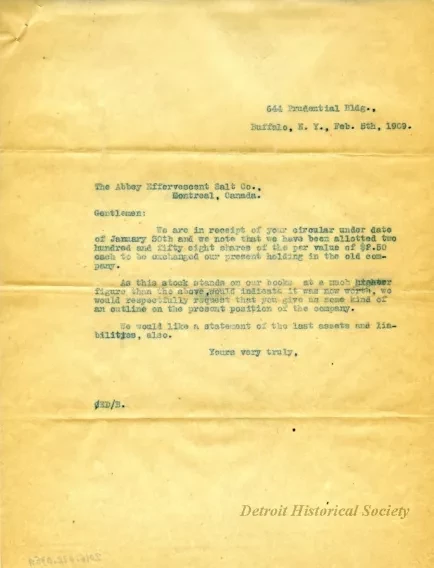 644 Prudential Bldg.,
Buffalo, N. Y., Feb. 8th, 1909.
The Abbey Effervescent Salt Co.,
Montreal, Canada.
Gentlemen:
We are in receipt of your circular under date
of January 30th and we note that we have been allotted two
hundred and fifty eight shares of the par value of $2.50
each to be exchanged our present holding in the old com-
pany.
As this stock stands on our books at a much higher
figure than the above would indicate it was now worth, we
would respectfully request that you give us some kind of
an outline on the present position of the company.
We would like a statement of the last assets and lia-
bilities, also.
Yours very truly,
ED/B.
Detroit Historical Society